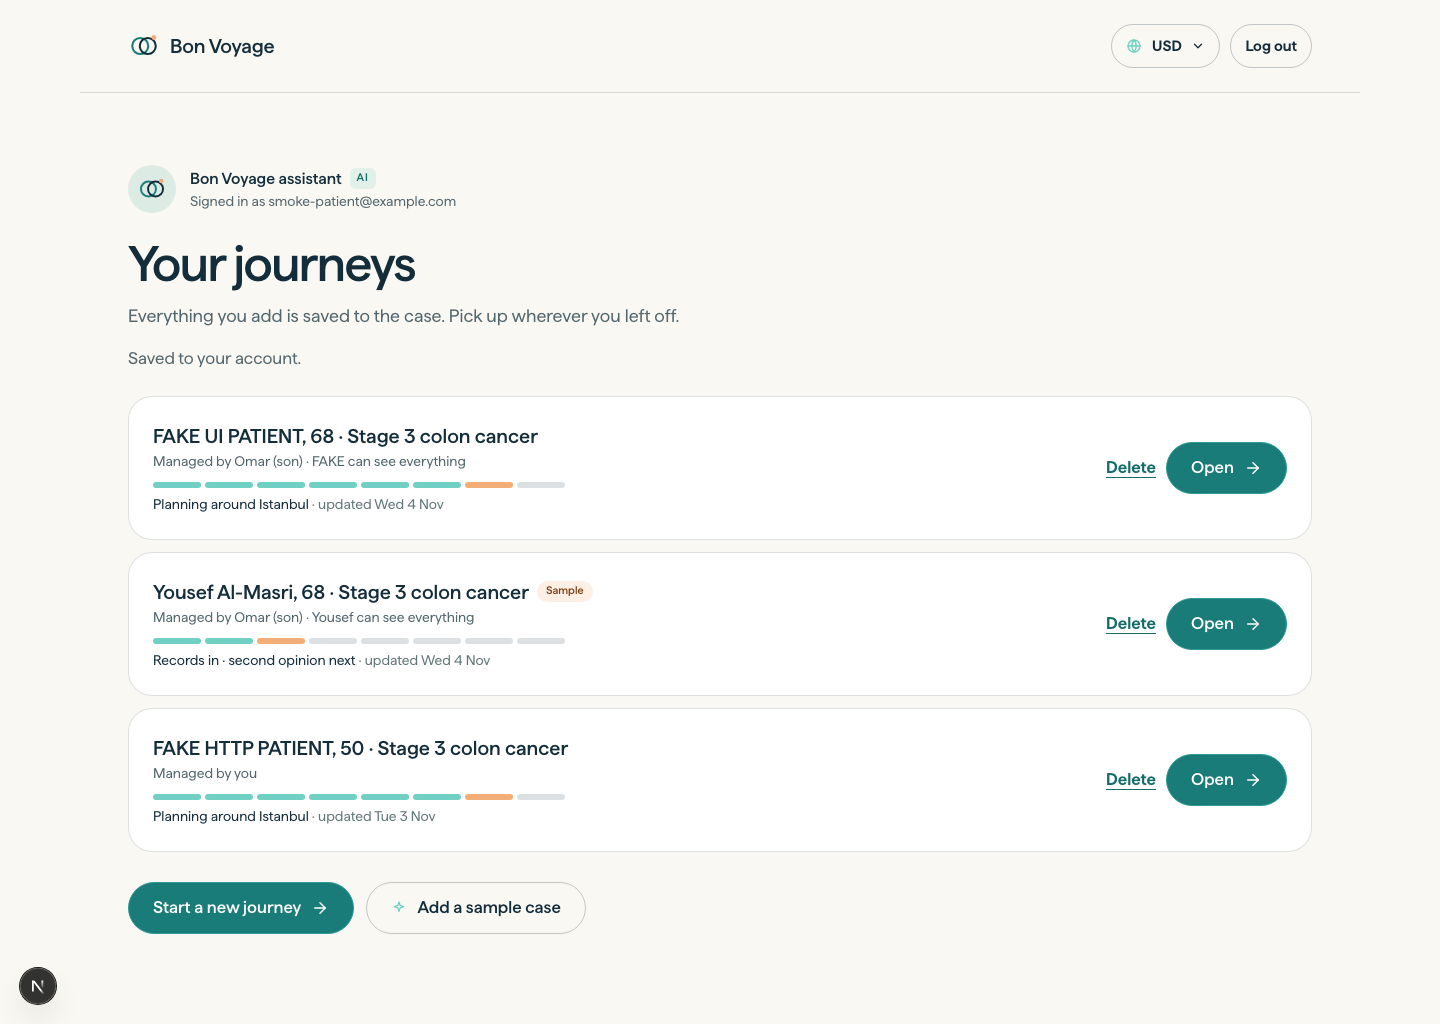 Bon Voyage
USD
Log out
Bon Voyage assistant AI
Signed in as smoke-patient@example.com
Your journeys
Everything you add is saved to the case. Pick up wherever you left off.
Saved to your account.
FAKE UI PATIENT, 68 · Stage 3 colon cancer
Managed by Omar (son) · FAKE can see everything
Planning around Istanbul · updated Wed 4 Nov
Delete
Open
Yousef Al-Masri, 68 · Stage 3 colon cancer Sample
Managed by Omar (son) · Yousef can see everything
Records in · second opinion next · updated Wed 4 Nov
Delete
Open
FAKE HTTP PATIENT, 50 · Stage 3 colon cancer
Managed by you
Planning around Istanbul · updated Tue 3 Nov
Delete
Open
Start a new journey
Add a sample case
N